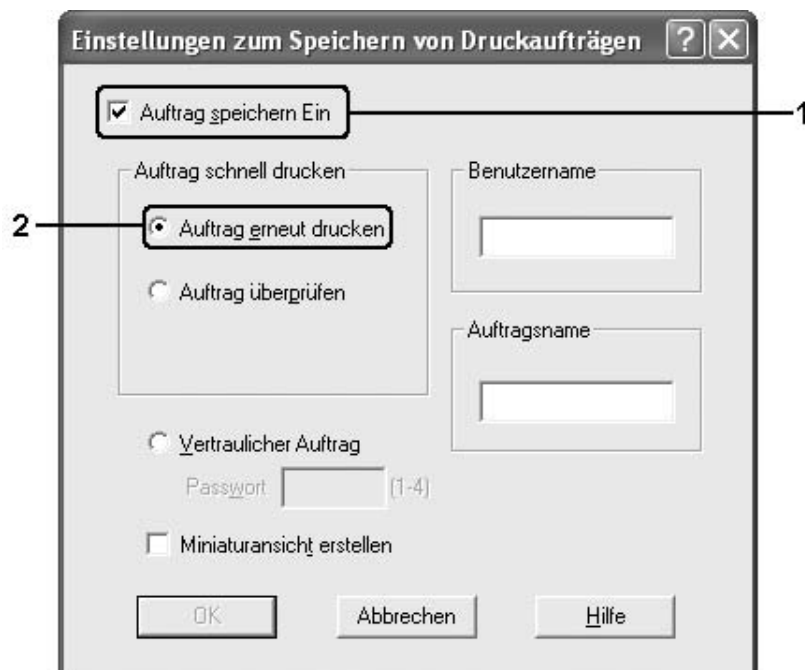 Einstellungen zum Speichern von Druckaufträgen
Auftrag speichern Ein
1
Auftrag schnell drucken
2
Auftrag erneut drucken
Auftrag überprüfen
Benutzername
Auftragsname
Vertraulicher Auftrag
Passwort (1-4)
Miniaturansicht erstellen
OK Abbrechen Hilfe